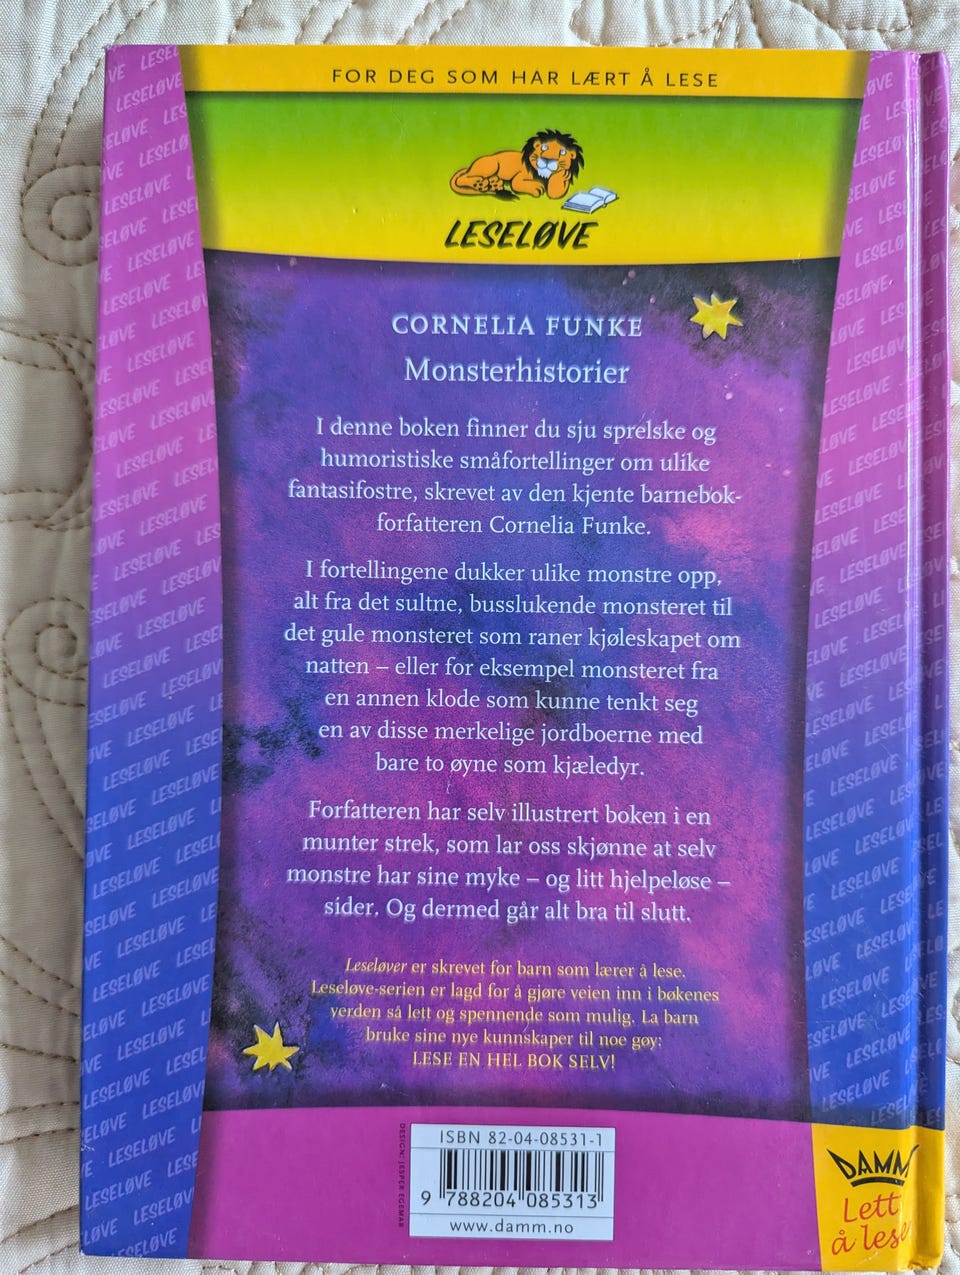 FOR DEG SOM HAR LÆRT Å LESE
LESELØVE
CORNELIA FUNKE
Monsterhistorier
I denne boken finner du sju sprelske og
humoristiske småfortellinger om ulike
fantasifostre, skrevet av den kjente barnebok-
forfatteren Cornelia Funke.
I fortellingene dukker ulike monstre opp,
alt fra det sultne, busslukende monsteret til
det gule monsteret som raner kjøleskapet om
natten – eller for eksempel monsteret fra
en annen klode som kunne tenkt seg
en av disse merkelige jordboerne med
bare to øyne som kjæledyr.
Forfatteren har selv illustrert boken i en
munter strek, som lar oss skjønne at selv
monstre har sine myke – og litt hjelpeløse –
sider. Og dermed går alt bra til slutt.
Leseløver er skrevet for barn som lærer å lese.
Leseløve-serien er lagd for å gjøre veien inn i bøkenes
verden så lett og spennende som mulig. La barn
bruke sine nye kunnskaper til noe gøy:
LESE EN HEL BOK SELV!
DESIGN: JESPER EGEMAR
ISBN 82-04-08531-1
9 788204 085313
www.damm.no
DAMM
Lett
å lese